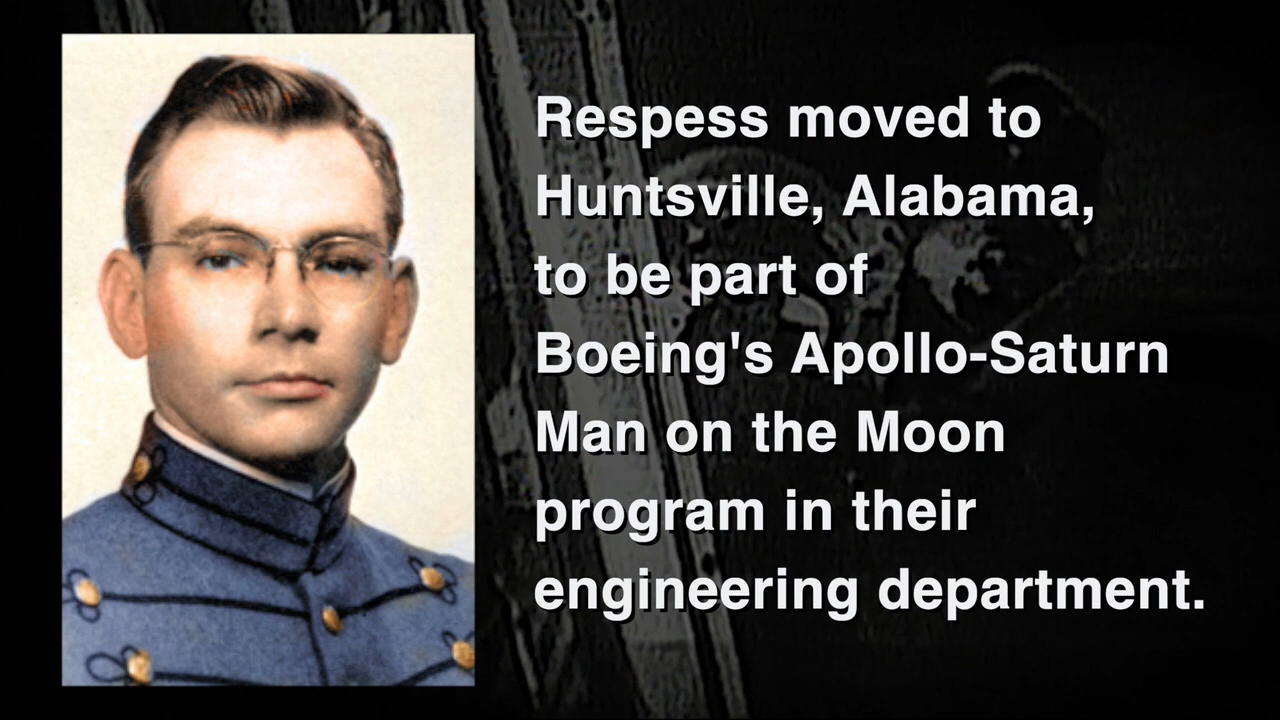 Respess moved to
Huntsville, Alabama,
to be part of
Boeing's Apollo-Saturn
Man on the Moon
program in their
engineering department.